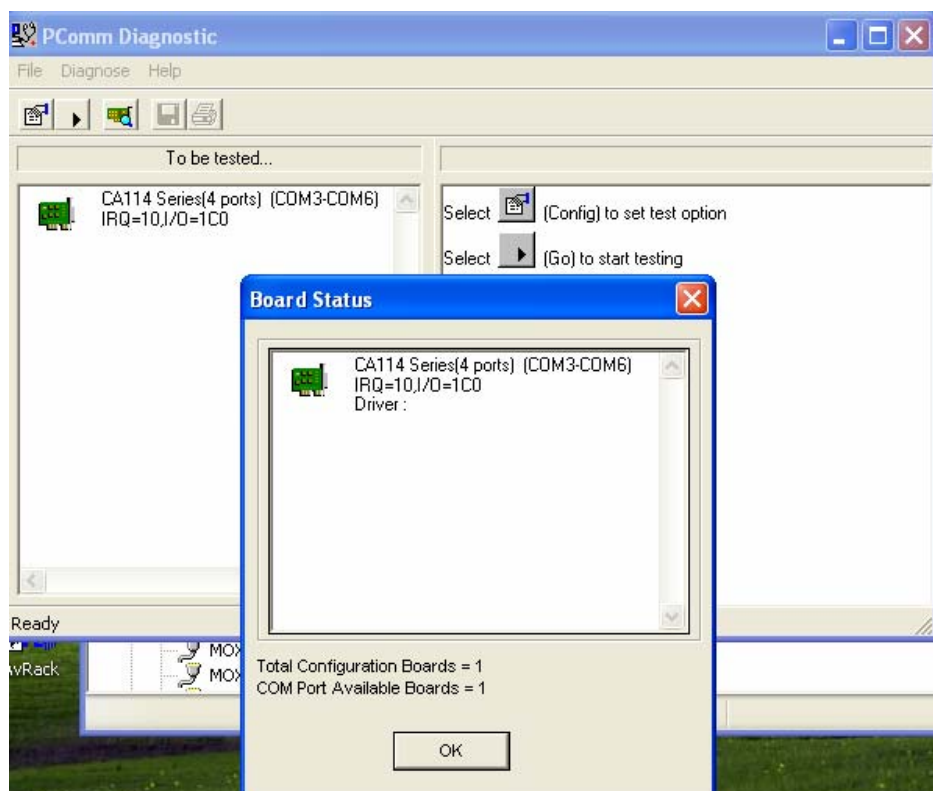 PComm Diagnostic
File Diagnose Help
To be tested...
CA114 Series(4 ports) (COM3-COM6)
IRQ=10,I/O=1C0
Select (Config) to set test option
Select (Go) to start testing
Board Status
CA114 Series(4 ports) (COM3-COM6)
IRQ=10,I/O=1C0
Driver :
Ready
MOX
MOX
Total Configuration Boards = 1
COM Port Available Boards = 1
OK